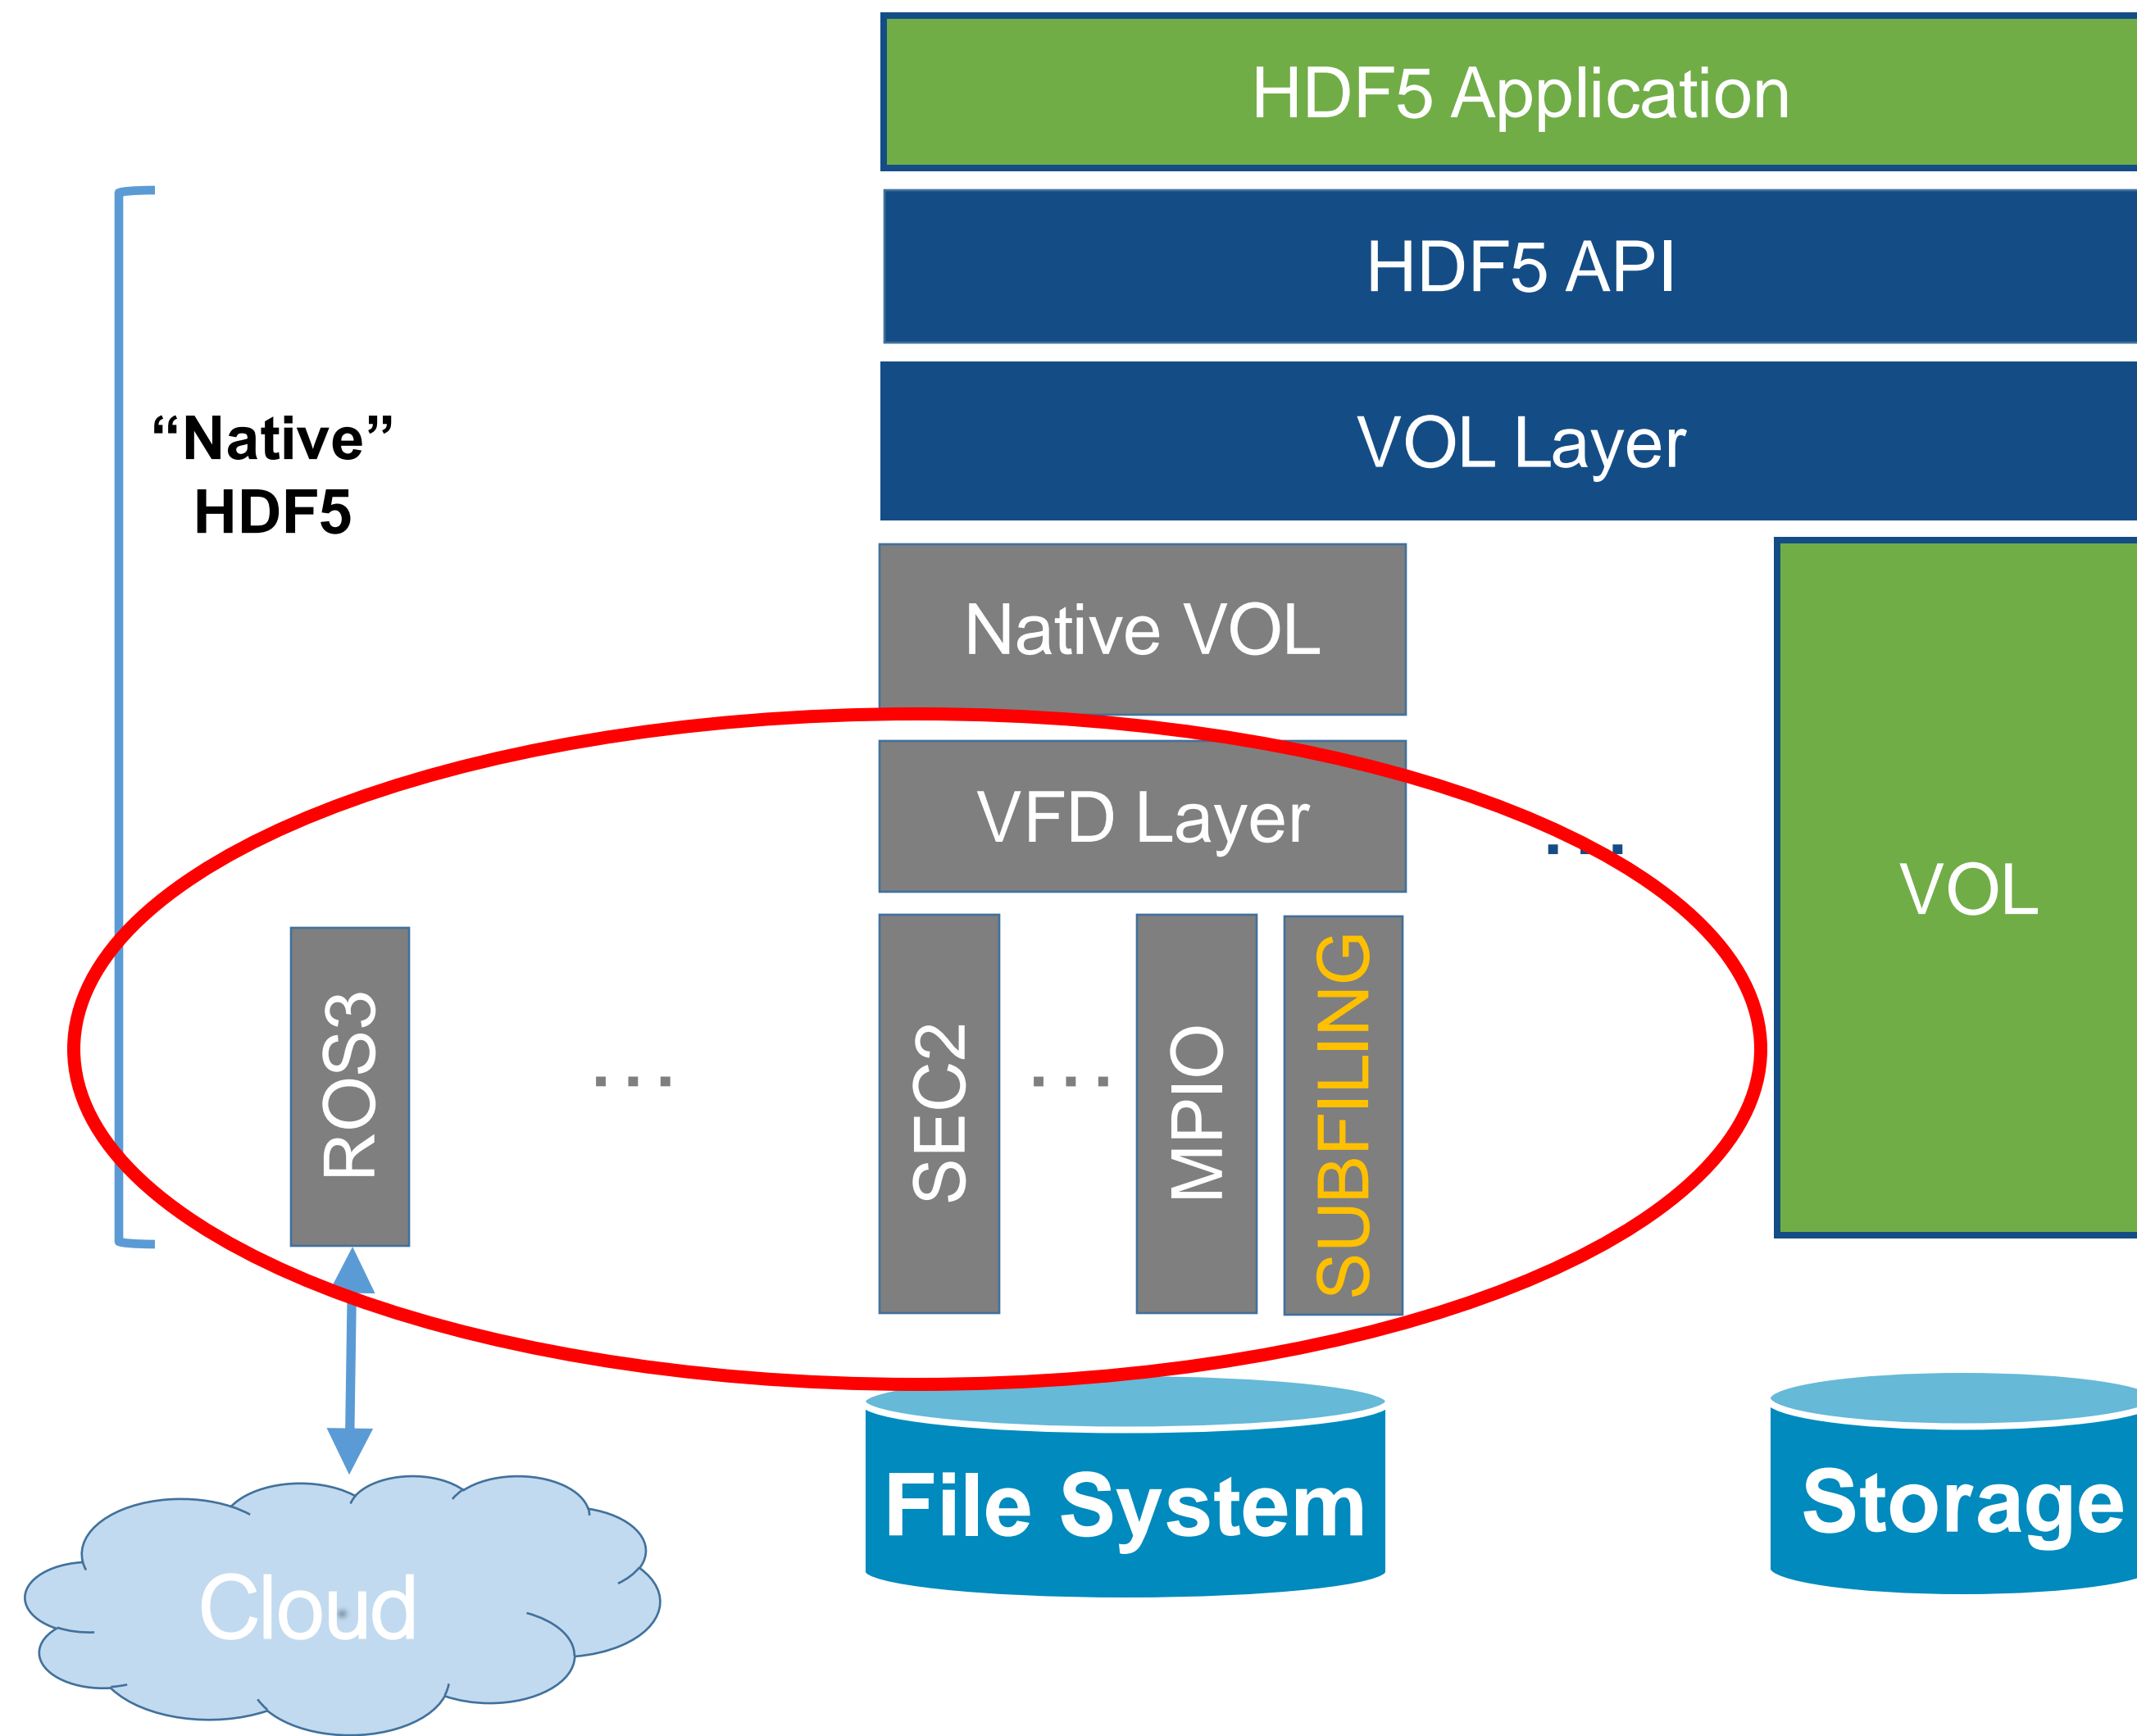 HDF5 Application
HDF5 API
VOL Layer
“Native”
HDF5
Native VOL
VFD Layer
...
VOL
ROS3
...
SEC2
...
MPIO
SUBFILING
File System
Storage
Cloud